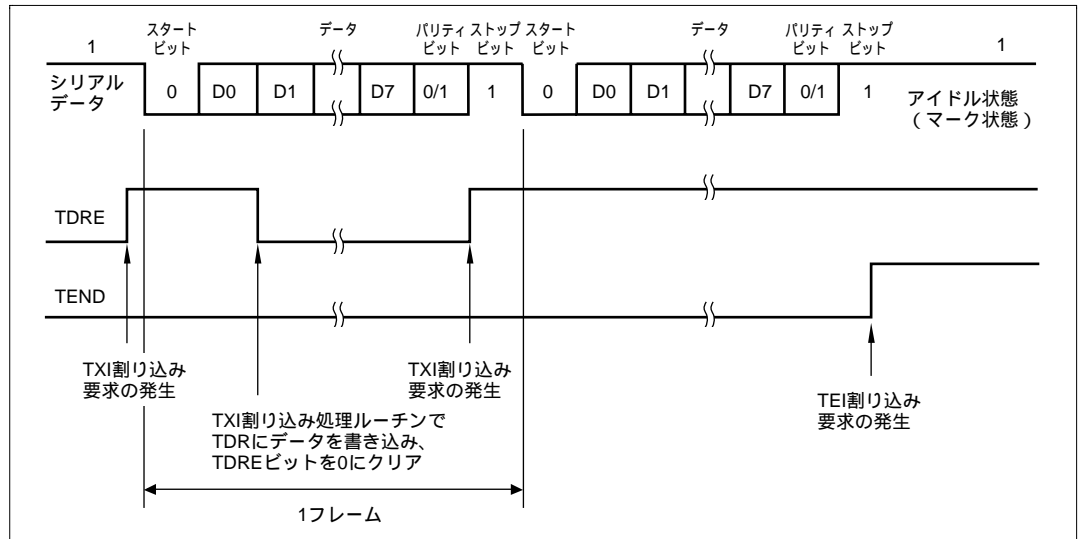 スタート
ビット
データ
パリティ
ビット
ストップ
ビット
スタート
ビット
データ
パリティ
ビット
ストップ
ビット
1
1
シリアル
データ
0 D0 D1 D7 0/1 1 0 D0 D1 D7 0/1 1
アイドル状態
(マーク状態)
TDRE
TEND
TXI割り込み
要求の発生
TXI割り込み
要求の発生
TEI割り込み
要求の発生
TXI割り込み処理ルーチンで
TDRにデータを書き込み、
TDREビットを0にクリア
1フレーム